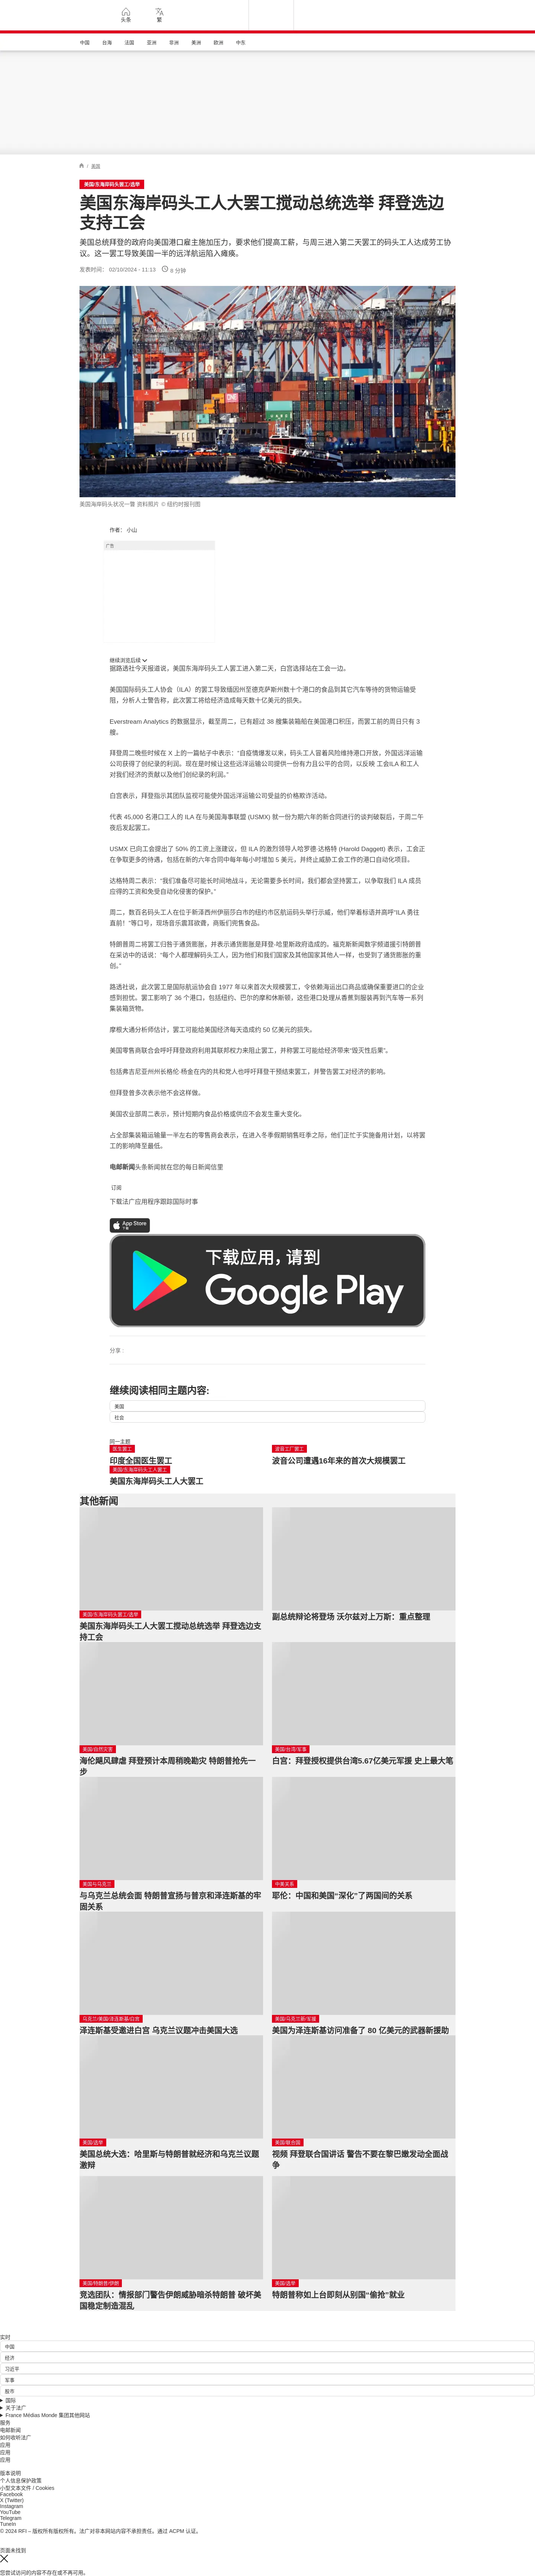 头条
繁
中国
台海
法国
亚洲
非洲
美洲
欧洲
中东
/ 美国
美国/东海岸码头罢工/选举
美国东海岸码头工人大罢工搅动总统选举 拜登选边
支持工会
美国总统拜登的政府向美国港口雇主施加压力，要求他们提高工薪，与周三进入第二天罢工的码头工人达成劳工协
议。这一罢工导致美国一半的远洋航运陷入瘫痪。
发表时间： 02/10/2024 - 11:13
6 分钟
美国海岸码头状况一瞥 资料照片 © 纽约时报刊图
作者： 小山
广告
继续浏览后续
据路透社今天报道说，美国东海岸码头工人罢工进入第二天，白宫选择站在工会一边。
美国国际码头工人协会（ILA）的罢工导致缅因州至德克萨斯州数十个港口的食品到其它汽车等待的货物运输受
阻，分析人士警告称，此次罢工将给经济造成每天数十亿美元的损失。
Everstream Analytics 的数据显示，截至周二，已有超过 38 艘集装箱船在美国港口积压，而罢工前的周日只有 3
艘。
拜登周二晚些时候在 X 上的一篇帖子中表示：“自疫情爆发以来，码头工人冒着风险维持港口开放，外国远洋运输
公司获得了创纪录的利润。现在是时候让这些远洋运输公司提供一份有力且公平的合同，以反映 工会ILA 和工人
对我们经济的贡献以及他们创纪录的利润。”
白宫表示，拜登指示其团队监视可能使外国远洋运输公司受益的价格欺诈活动。
代表 45,000 名港口工人的 ILA 在与美国海事联盟 (USMX) 就一份为期六年的新合同进行的谈判破裂后，于周二午
夜后发起罢工。
USMX 已向工会提出了 50% 的工资上涨建议，但 ILA 的激烈领导人哈罗德·达格特 (Harold Daggett) 表示，工会正
在争取更多的待遇，包括在新的六年合同中每年每小时增加 5 美元，并终止威胁工会工作的港口自动化项目。
达格特周二表示：“我们准备尽可能长时间地战斗，无论需要多长时间，我们都会坚持罢工，以争取我们 ILA 成员
应得的工资和免受自动化侵害的保护。”
周二，数百名码头工人在位于新泽西州伊丽莎白市的纽约市区航运码头举行示威，他们举着标语并高呼“ILA 勇往
直前！”等口号，现场音乐震耳欲聋，商贩们兜售食品。
特朗普周二将罢工归咎于通货膨胀，并表示通货膨胀是拜登-哈里斯政府造成的。福克斯新闻数字频道援引特朗普
在采访中的话说：“每个人都理解码头工人，因为他们和我们国家及其他国家其他人一样，也受到了通货膨胀的重
创。”
路透社说，此次罢工是国际航运协会自 1977 年以来首次大规模罢工，令依赖海运出口商品或确保重要进口的企业
感到担忧。罢工影响了 36 个港口，包括纽约、巴尔的摩和休斯顿，这些港口处理从香蕉到服装再到汽车等一系列
集装箱货物。
摩根大通分析师估计，罢工可能给美国经济每天造成约 50 亿美元的损失。
美国零售商联合会呼吁拜登政府利用其联邦权力来阻止罢工，并称罢工可能给经济带来“毁灭性后果”。
包括弗吉尼亚州州长格伦·杨金在内的共和党人也呼吁拜登干预结束罢工，并警告罢工对经济的影响。
但拜登曾多次表示他不会这样做。
美国农业部周二表示，预计短期内食品价格或供应不会发生重大变化。
占全部集装箱运输量一半左右的零售商会表示，在进入冬季假期销售旺季之际，他们正忙于实施备用计划，以将罢
工的影响降至最低。
电邮新闻头条新闻就在您的每日新闻信里
订阅
下载法广应用程序跟踪国际时事
App Store
下载
下载应用，请到
Google Play
分享 :
继续阅读相同主题内容:
美国
社会
同一主题
医生罢工
印度全国医生罢工
波音工厂罢工
波音公司遭遇16年来的首次大规模罢工
美国/东海岸码头工人罢工
美国东海岸码头工人大罢工
其他新闻
美国/东海岸码头罢工/选举
美国东海岸码头工人大罢工搅动总统选举 拜登选边支
持工会
副总统辩论将登场 沃尔兹对上万斯：重点整理
美国/自然灾害
海伦飓风肆虐 拜登预计本周稍晚勘灾 特朗普抢先一
步
美国/台湾/军事
白宫：拜登授权提供台湾5.67亿美元军援 史上最大笔
美国与乌克兰
与乌克兰总统会面 特朗普宣扬与普京和泽连斯基的牢
固关系
中美关系
耶伦：中国和美国“深化”了两国间的关系
乌克兰/美国/泽连斯基/白宫
泽连斯基受邀进白宫 乌克兰议题冲击美国大选
美国/乌克兰新/军援
美国为泽连斯基访问准备了 80 亿美元的武器新援助
美国/选举
美国总统大选：哈里斯与特朗普就经济和乌克兰议题
激辩
美国/联合国
视频 拜登联合国讲话 警告不要在黎巴嫩发动全面战
争
美国/特朗普/伊朗
竞选团队：情报部门警告伊朗威胁暗杀特朗普 破坏美
国稳定制造混乱
美国/选举
特朗普称如上台即刻从别国“偷抢”就业
实时
中国
经济
习近平
军事
股市
国际
关于法广
France Médias Monde 集团其他网站
服务
电邮新闻
如何收听法广
应用
应用
应用
版本说明
个人信息保护政策
小型文本文件 / Cookies
Facebook
X (Twitter)
Instagram
YouTube
Telegram
TuneIn
© 2024 RFI – 版权所有版权所有。法广对非本网站内容不承担责任。通过 ACPM 认证。
页面未找到
您尝试访问的内容不存在或不再可用。